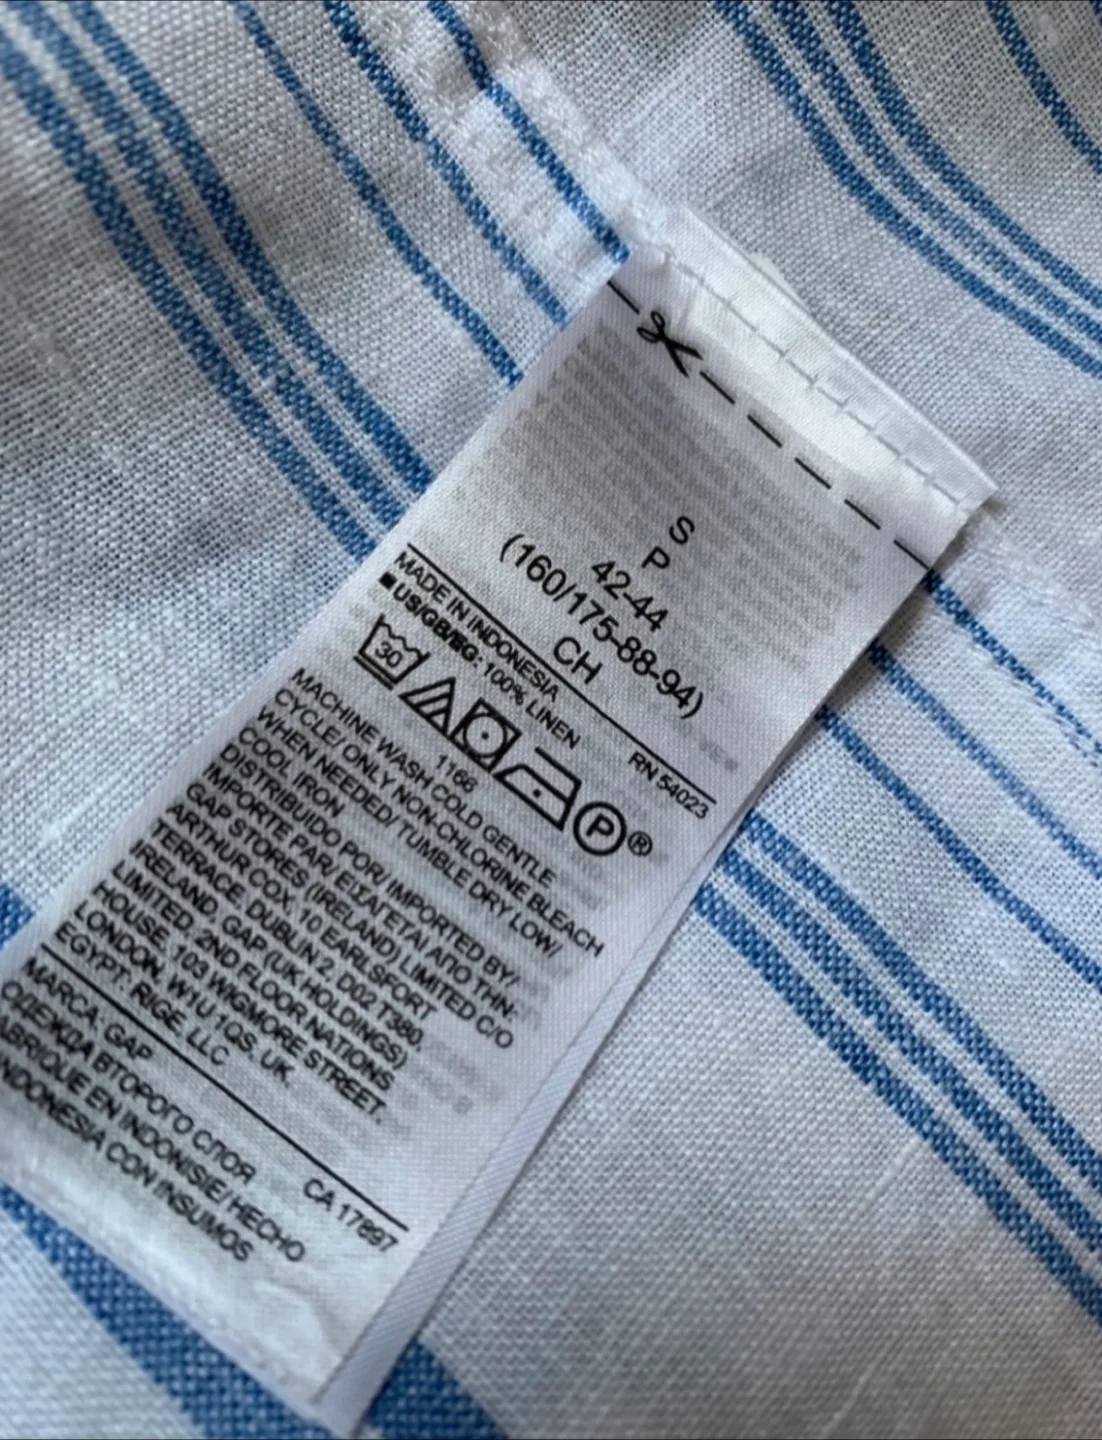 S
P
42-44
(160/175-88-94)
CH
MADE IN INDONESIA RN 54023
■US/GB/EG: 100% LINEN
30 P®
1166
MACHINE WASH COLD GENTLE
CYCLE/ ONLY NON-CHLORINE BLEACH
WHEN NEEDED/ TUMBLE DRY LOW/
COOL IRON
DISTRIBUIDO POR/ IMPORTED BY/
IMPORTE PAR/ ΕΙΣΑΓΕΤΑΙ ΑΠΟ ΤΗΝ-
GAP STORES (IRELAND) LIMITED C/O
ARTHUR COX, 10 EARLSFORT
TERRACE, DUBLIN 2, D02 T380,
IRELAND. GAP (UK HOLDINGS)
LIMITED, 2ND FLOOR NATIONS
HOUSE, 103 WIGMORE STREET,
LONDON, W1U 1QS, UK.
EGYPT: RIGE, LLC
MARCA: GAP CA 17897
ОДЕЖДА ВТОРОГО СЛОЯ
FABRIQUE EN INDONISIE/ HECHO
INDONESIA CON INSUMOS